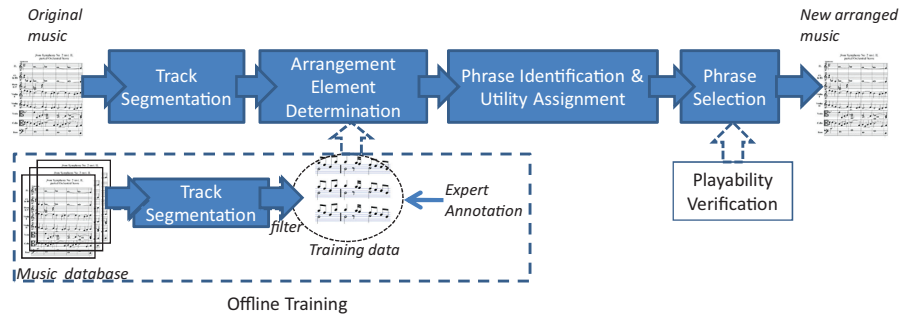 Original
music
Track
Segmentation
Arrangement
Element
Determination
Phrase Identification &
Utility Assignment
Phrase
Selection
New arranged
music
Playability
Verification
Track
Segmentation
filter
Training data
Expert
Annotation
Music database
Offline Training